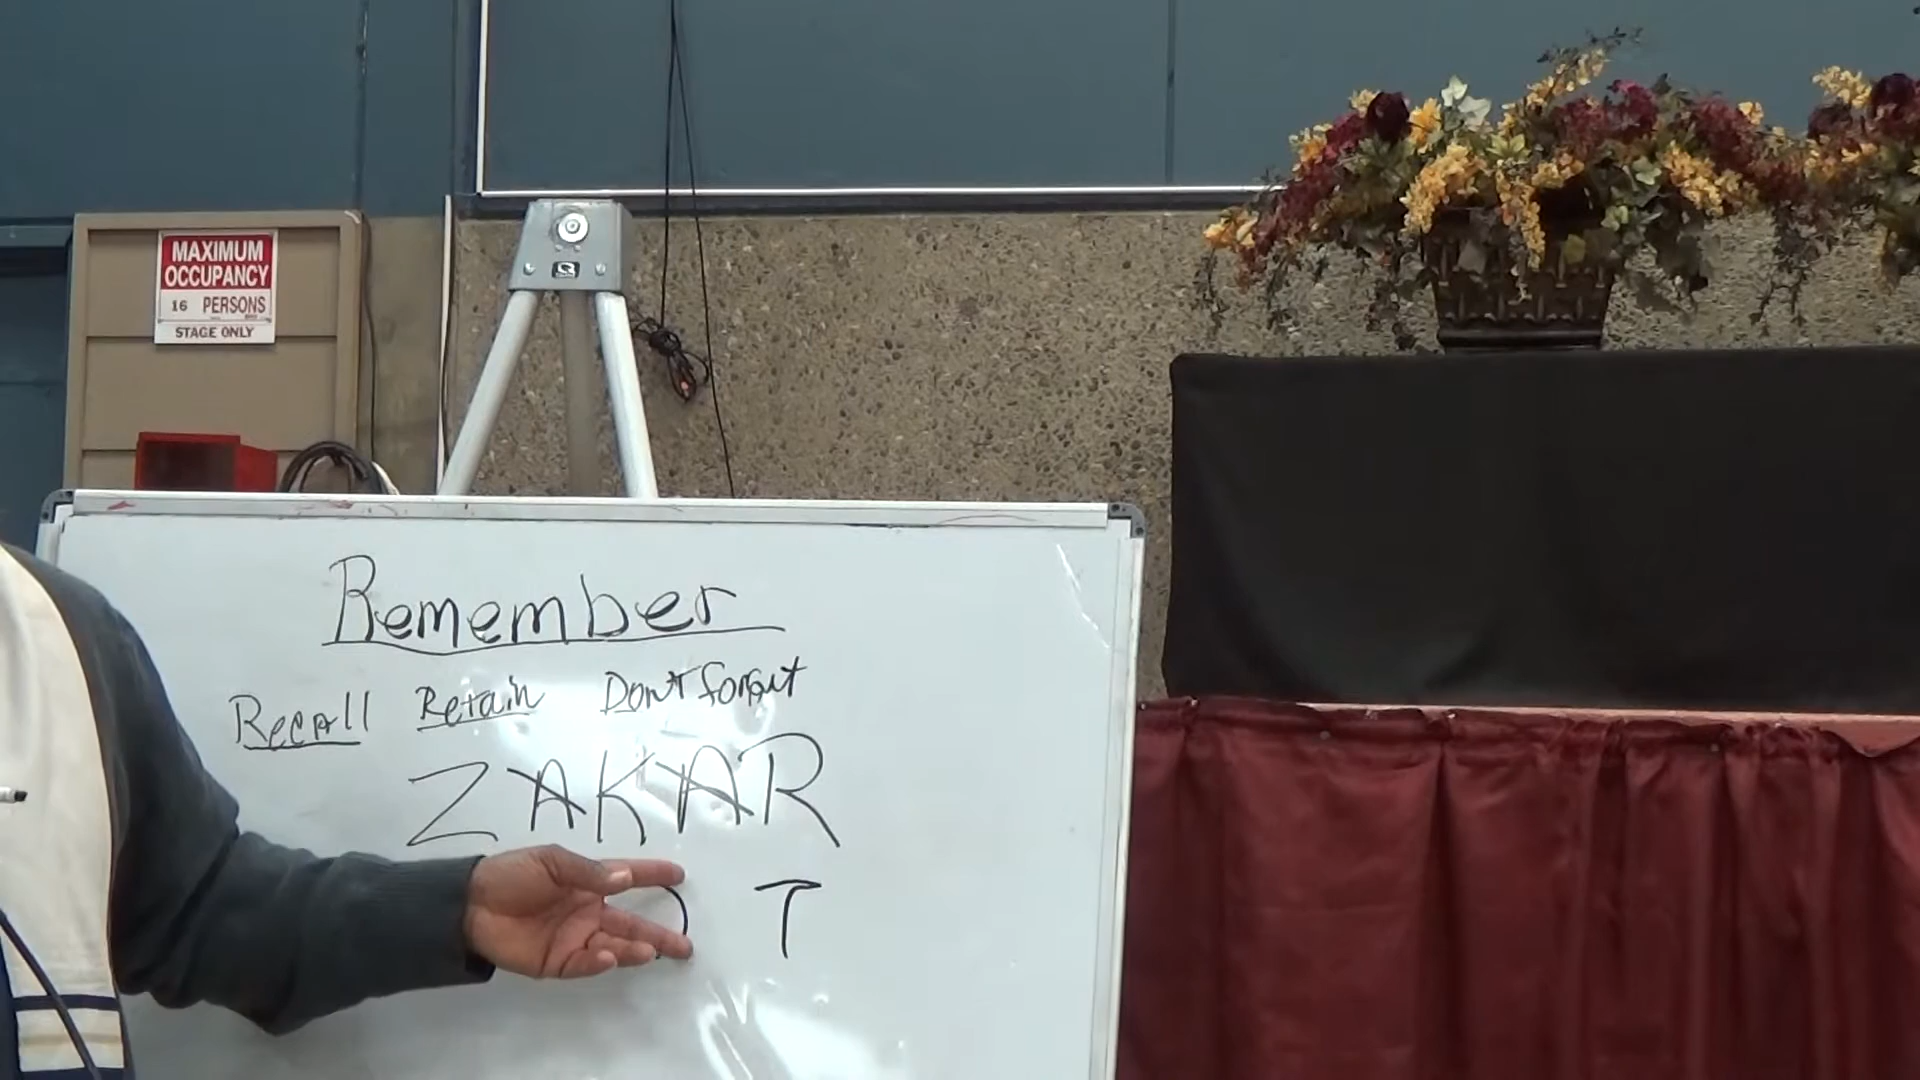 MAXIMUM
OCCUPANCY
16 PERSONS
STAGE ONLY
Remember
Recall Retain Don't forget
ZAKAR